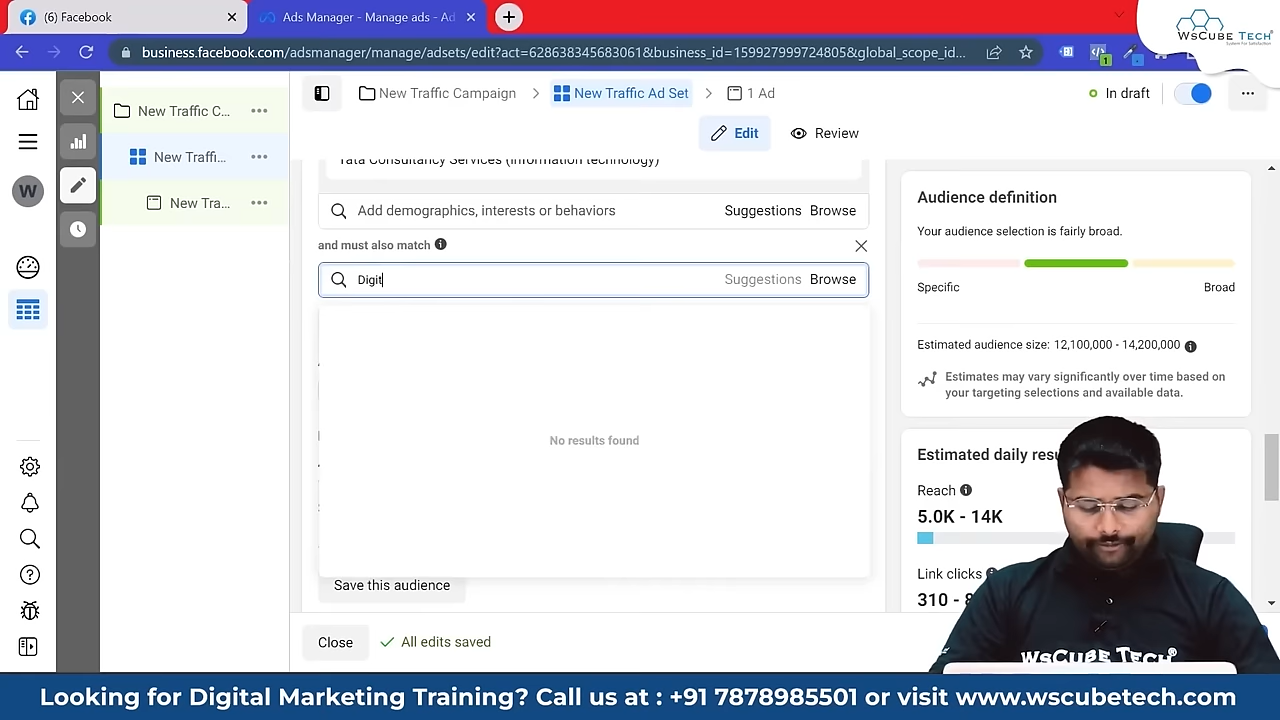 (6) Facebook
Ads Manager - Manage ads - Ad
WsCube Tech
business.facebook.com/adsmanager/manage/adsets/edit?act=628638345683061&business_id=159927999724805&global_scope_id...
New Traffic C...
New Traffi...
New Tra...
W
New Traffic Campaign
New Traffic Ad Set
1 Ad
In draft
Edit
Review
Tata Consultancy Services (Information technology)
Add demographics, interests or behaviors
Suggestions
Browse
and must also match
Digit
Suggestions
Browse
No results found
Save this audience
Close
All edits saved
Audience definition
Your audience selection is fairly broad.
Specific
Broad
Estimated audience size: 12,100,000 - 14,200,000
Estimates may vary significantly over time based on
your targeting selections and available data.
Estimated daily resu
Reach
5.0K - 14K
Link clicks
310 -
WSCUBE TECH
Looking for Digital Marketing Training? Call us at : +91 7878985501 or visit www.wscubetech.com